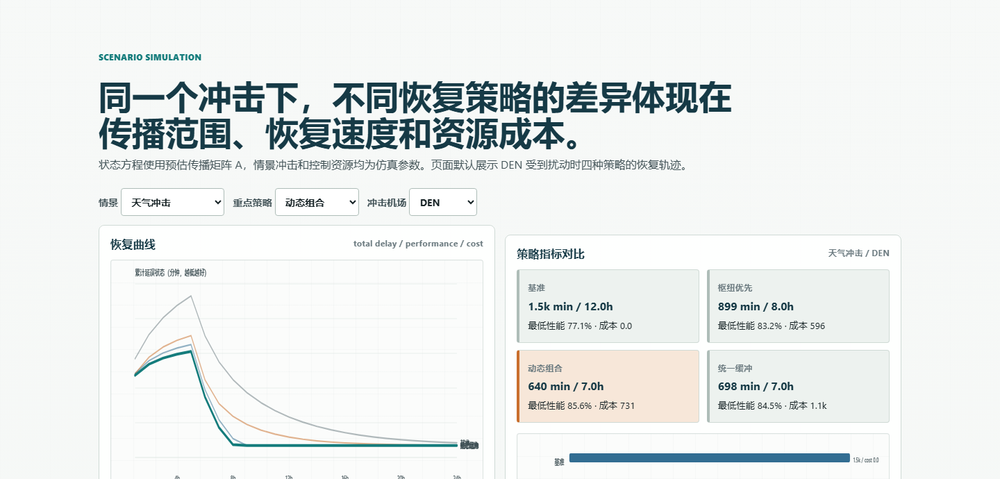 SCENARIO SIMULATION
同一个冲击下，不同恢复策略的差异体现在
传播范围、恢复速度和资源成本。
状态方程使用预估传播矩阵 A，情景冲击和控制资源均为仿真参数。页面默认展示 DEN 受到扰动时四种策略的恢复轨迹。
情景 天气冲击 重点策略 动态组合 冲击机场 DEN
恢复曲线 total delay / performance / cost
累计延误状态（分钟，越低越好）
基准
4h 8h 12h 16h 20h 24h
策略指标对比 天气冲击 / DEN
基准
1.5k min / 12.0h
最低性能 77.1% · 成本 0.0
枢纽优先
899 min / 8.0h
最低性能 83.2% · 成本 596
动态组合
640 min / 7.0h
最低性能 85.6% · 成本 731
统一缓冲
698 min / 7.0h
最低性能 84.5% · 成本 1.1k
基准 1.5k / cost 0.0